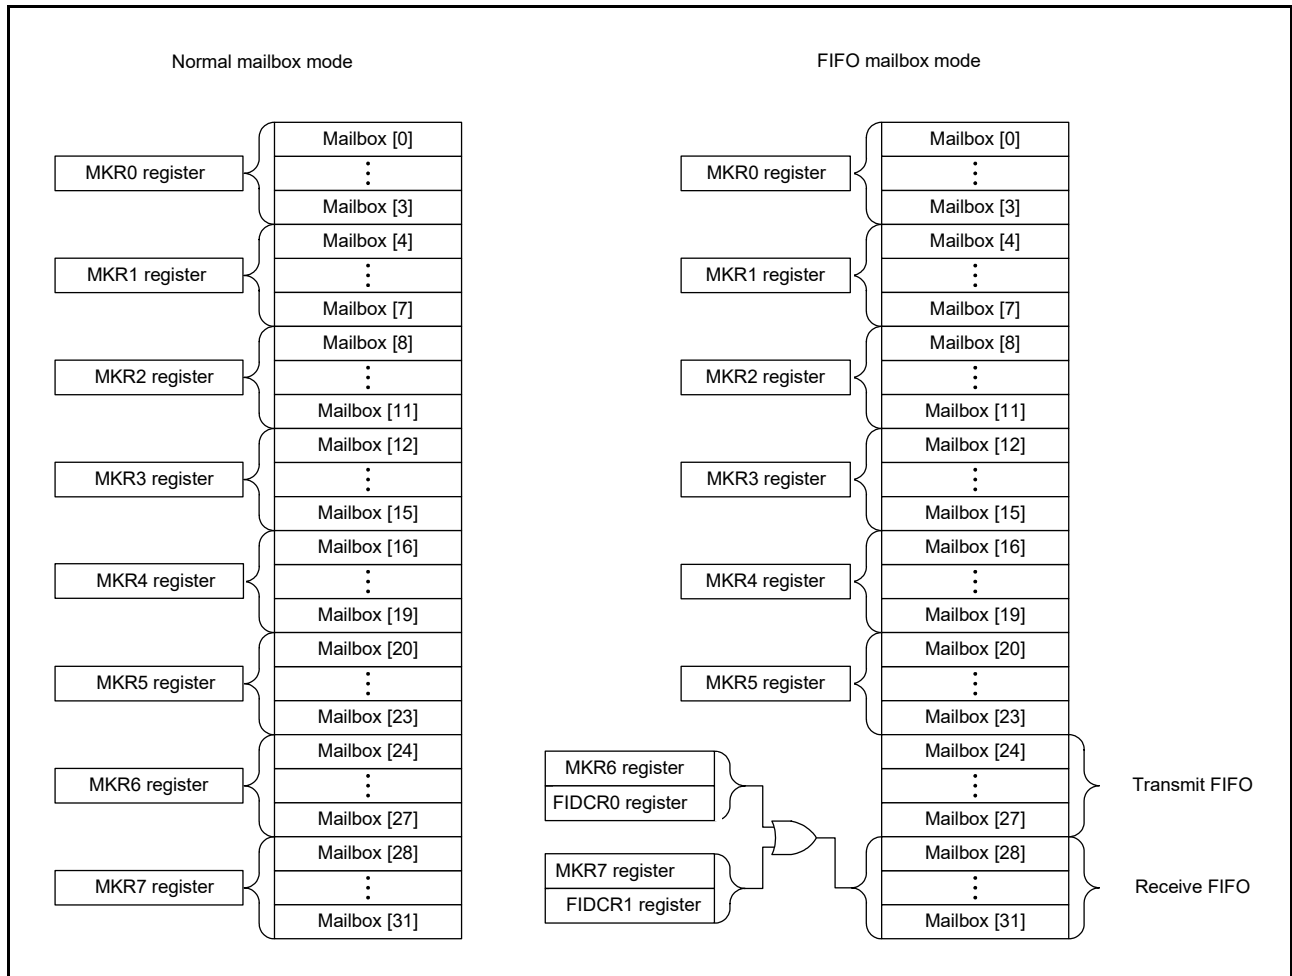 Normal mailbox mode
MKR0 register
Mailbox [0]
Mailbox [3]
MKR1 register
Mailbox [4]
Mailbox [7]
MKR2 register
Mailbox [8]
Mailbox [11]
MKR3 register
Mailbox [12]
Mailbox [15]
MKR4 register
Mailbox [16]
Mailbox [19]
MKR5 register
Mailbox [20]
Mailbox [23]
MKR6 register
Mailbox [24]
Mailbox [27]
MKR7 register
Mailbox [28]
Mailbox [31]
FIFO mailbox mode
MKR0 register
Mailbox [0]
Mailbox [3]
MKR1 register
Mailbox [4]
Mailbox [7]
MKR2 register
Mailbox [8]
Mailbox [11]
MKR3 register
Mailbox [12]
Mailbox [15]
MKR4 register
Mailbox [16]
Mailbox [19]
MKR5 register
Mailbox [20]
Mailbox [23]
MKR6 register
FIDCR0 register
Mailbox [24]
Mailbox [27]
Transmit FIFO
MKR7 register
FIDCR1 register
Mailbox [28]
Mailbox [31]
Receive FIFO